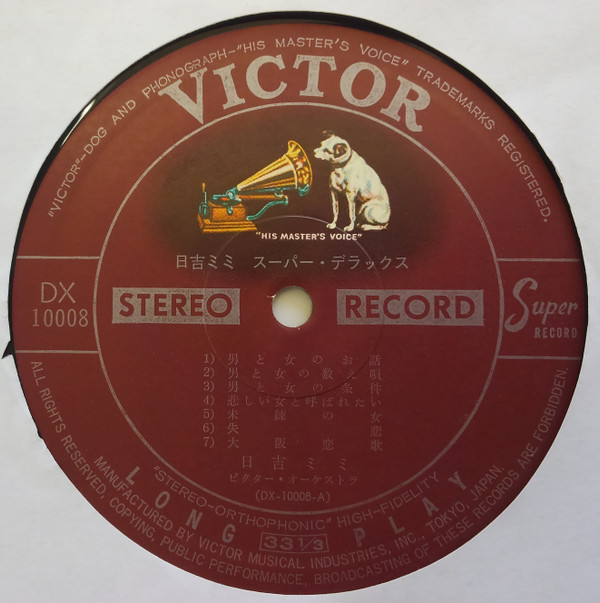 "VICTOR"-DOG AND PHONOGRAPH-"HIS MASTER'S VOICE" TRADEMARKS REGISTERED.
VICTOR
"HIS MASTER'S VOICE"
日吉ミミ スーパー・デラックス
DX
10008
STEREO
RECORD
Super
RECORD
1) 男と女のお話
2) 男と女の数え唄
3) 男と女の条件
4) 悲しい女と呼ばれたい
5) 未練の女
6) 失恋
7) 大阪恋歌
日吉ミミ
ビクター・オーケストラ
(DX-10008-A)
"STEREO-ORTHOPHONIC" HIGH-FIDELITY
LONG 33 1/3 PLAY
MANUFACTURED BY VICTOR MUSICAL INDUSTRIES, INC., TOKYO, JAPAN.
ALL RIGHTS RESERVED, COPYING, PUBLIC PERFORMANCE, BROADCASTING OF THESE RECORDS ARE FORBIDDEN.